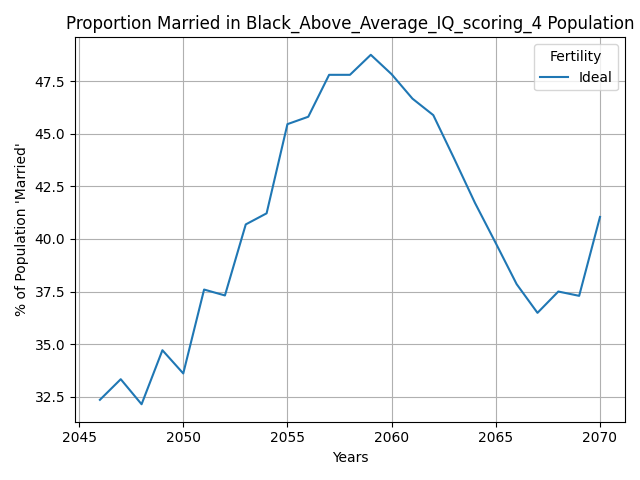 Proportion Married in Black_Above_Average_IQ_scoring_4 Population
Fertility
Ideal
% of Population 'Married'
47.5
45.0
42.5
40.0
37.5
35.0
32.5
2045 2050 2055 2060 2065 2070
Years